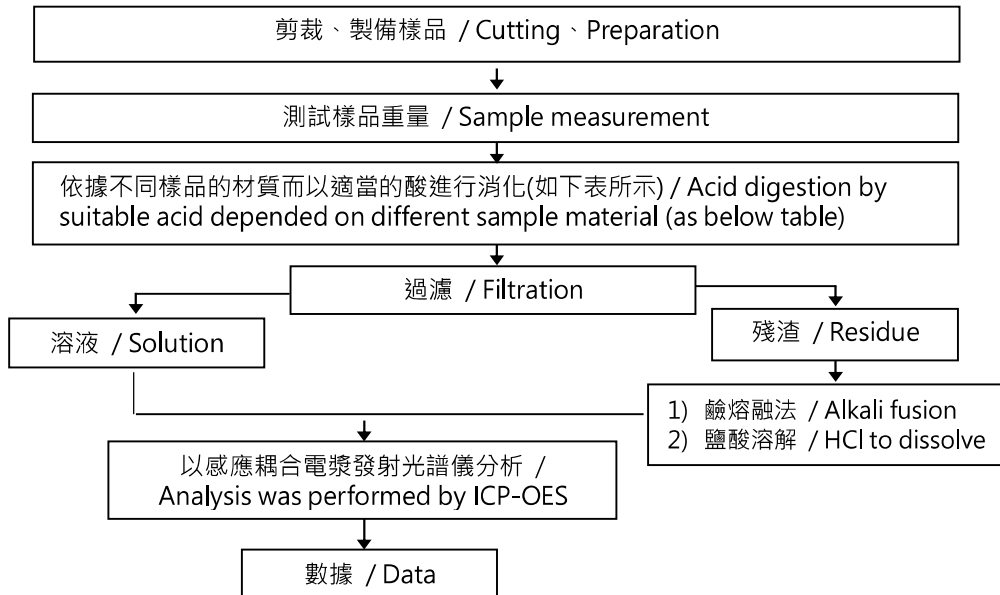 剪裁、製備樣品 / Cutting、Preparation
測試樣品重量 / Sample measurement
依據不同樣品的材質而以適當的酸進行消化(如下表所示) / Acid digestion by
suitable acid depended on different sample material (as below table)
過濾 / Filtration
溶液 / Solution
殘渣 / Residue
1) 鹼熔融法 / Alkali fusion
2) 鹽酸溶解 / HCl to dissolve
以感應耦合電漿發射光譜儀分析 /
Analysis was performed by ICP-OES
數據 / Data